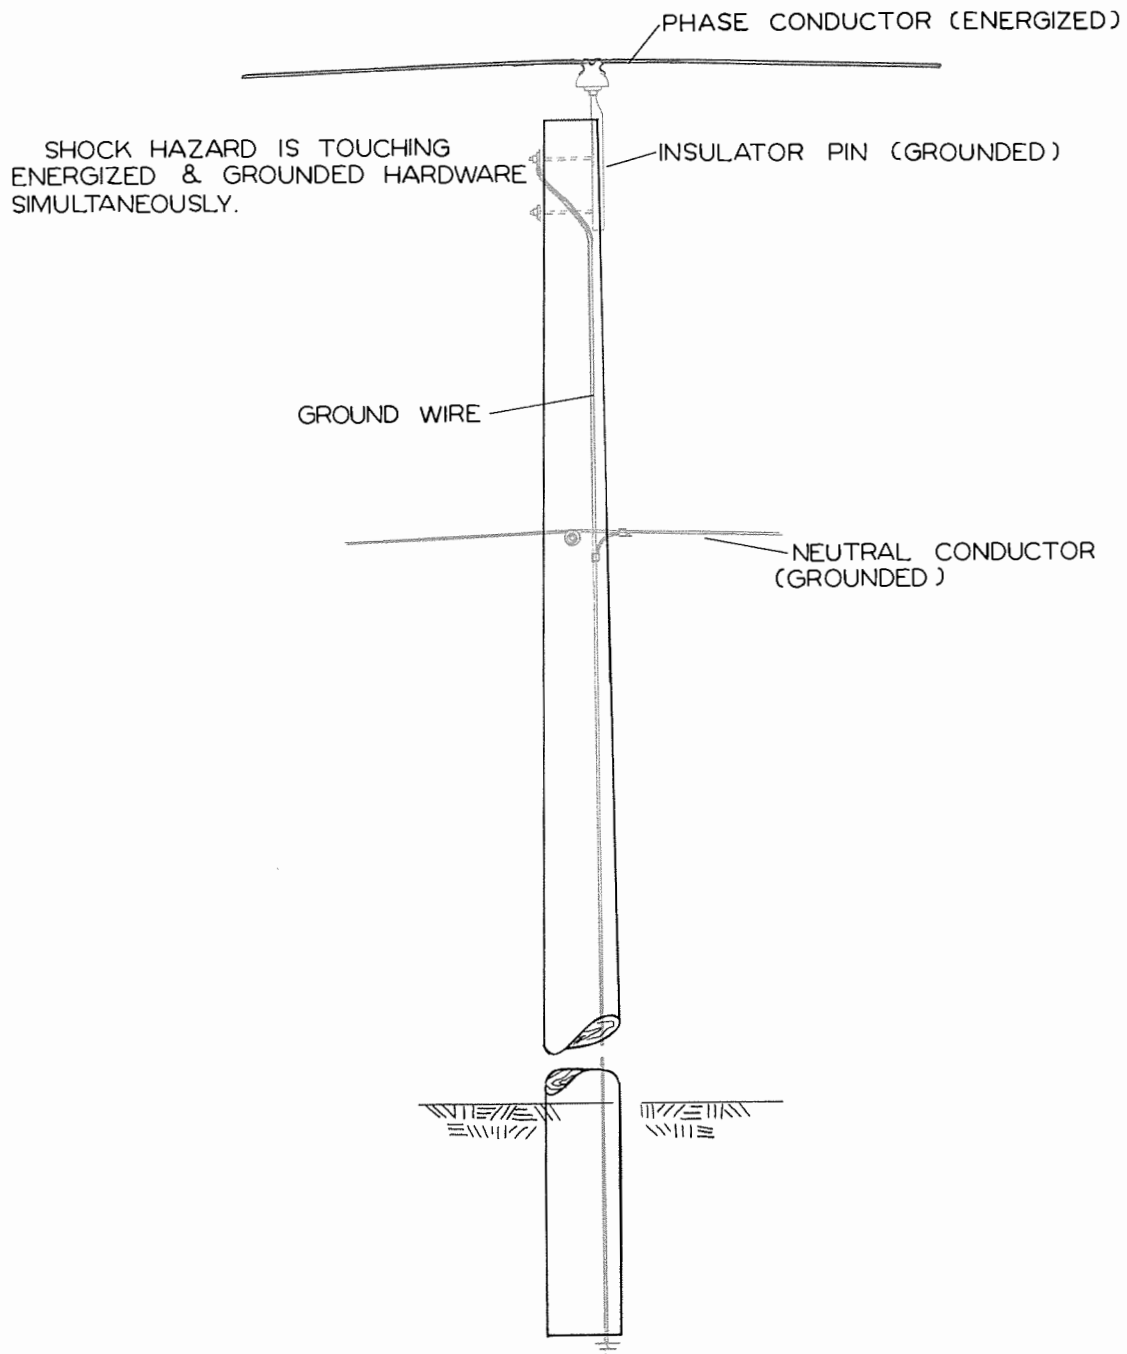 PHASE CONDUCTOR (ENERGIZED)
SHOCK HAZARD IS TOUCHING
ENERGIZED & GROUNDED HARDWARE
SIMULTANEOUSLY.
INSULATOR PIN (GROUNDED)
GROUND WIRE
NEUTRAL CONDUCTOR
(GROUNDED)